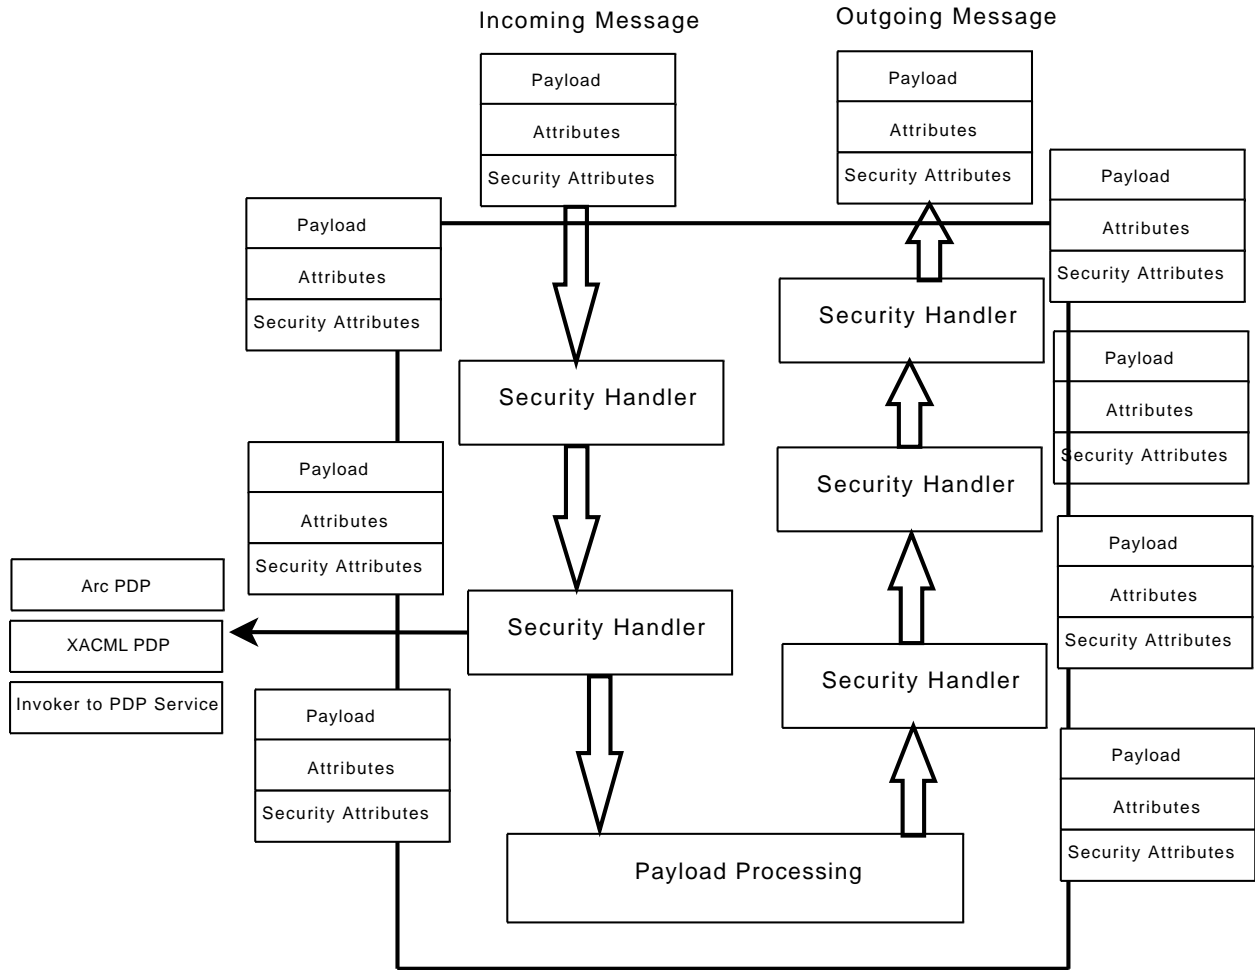 Incoming Message
Outgoing Message
Payload
Attributes
Security Attributes
Payload
Attributes
Security Attributes
Payload
Attributes
Security Attributes
Payload
Attributes
Security Attributes
Security Handler
Security Handler
Payload
Attributes
Security Attributes
Payload
Attributes
Security Attributes
Security Handler
Payload
Attributes
Security Attributes
Arc PDP
XACML PDP
Invoker to PDP Service
Security Handler
Security Handler
Payload
Attributes
Security Attributes
Payload
Attributes
Security Attributes
Payload Processing